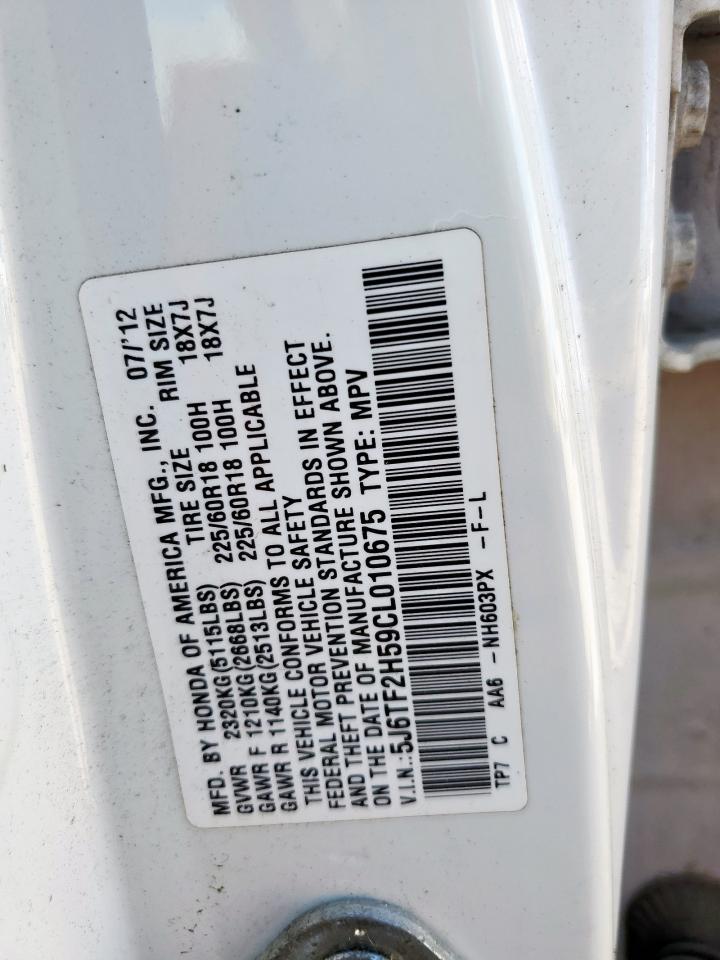 MFD. BY HONDA OF AMERICA MFG., INC. 07/'12
TIRE SIZE RIM SIZE
GVWR 2320KG(5115LBS)
GAWR F 1210KG(2668LBS) 225/60R18 100H 18X7J
GAWR R 1140KG(2513LBS) 225/60R18 100H 18X7J
THIS VEHICLE CONFORMS TO ALL APPLICABLE
FEDERAL MOTOR VEHICLE SAFETY
AND THEFT PREVENTION STANDARDS IN EFFECT
ON THE DATE OF MANUFACTURE SHOWN ABOVE.
V.I.N.:5J6TF2H59CL010675 TYPE: MPV
TP7 C AA6 -NH603PX -F-L